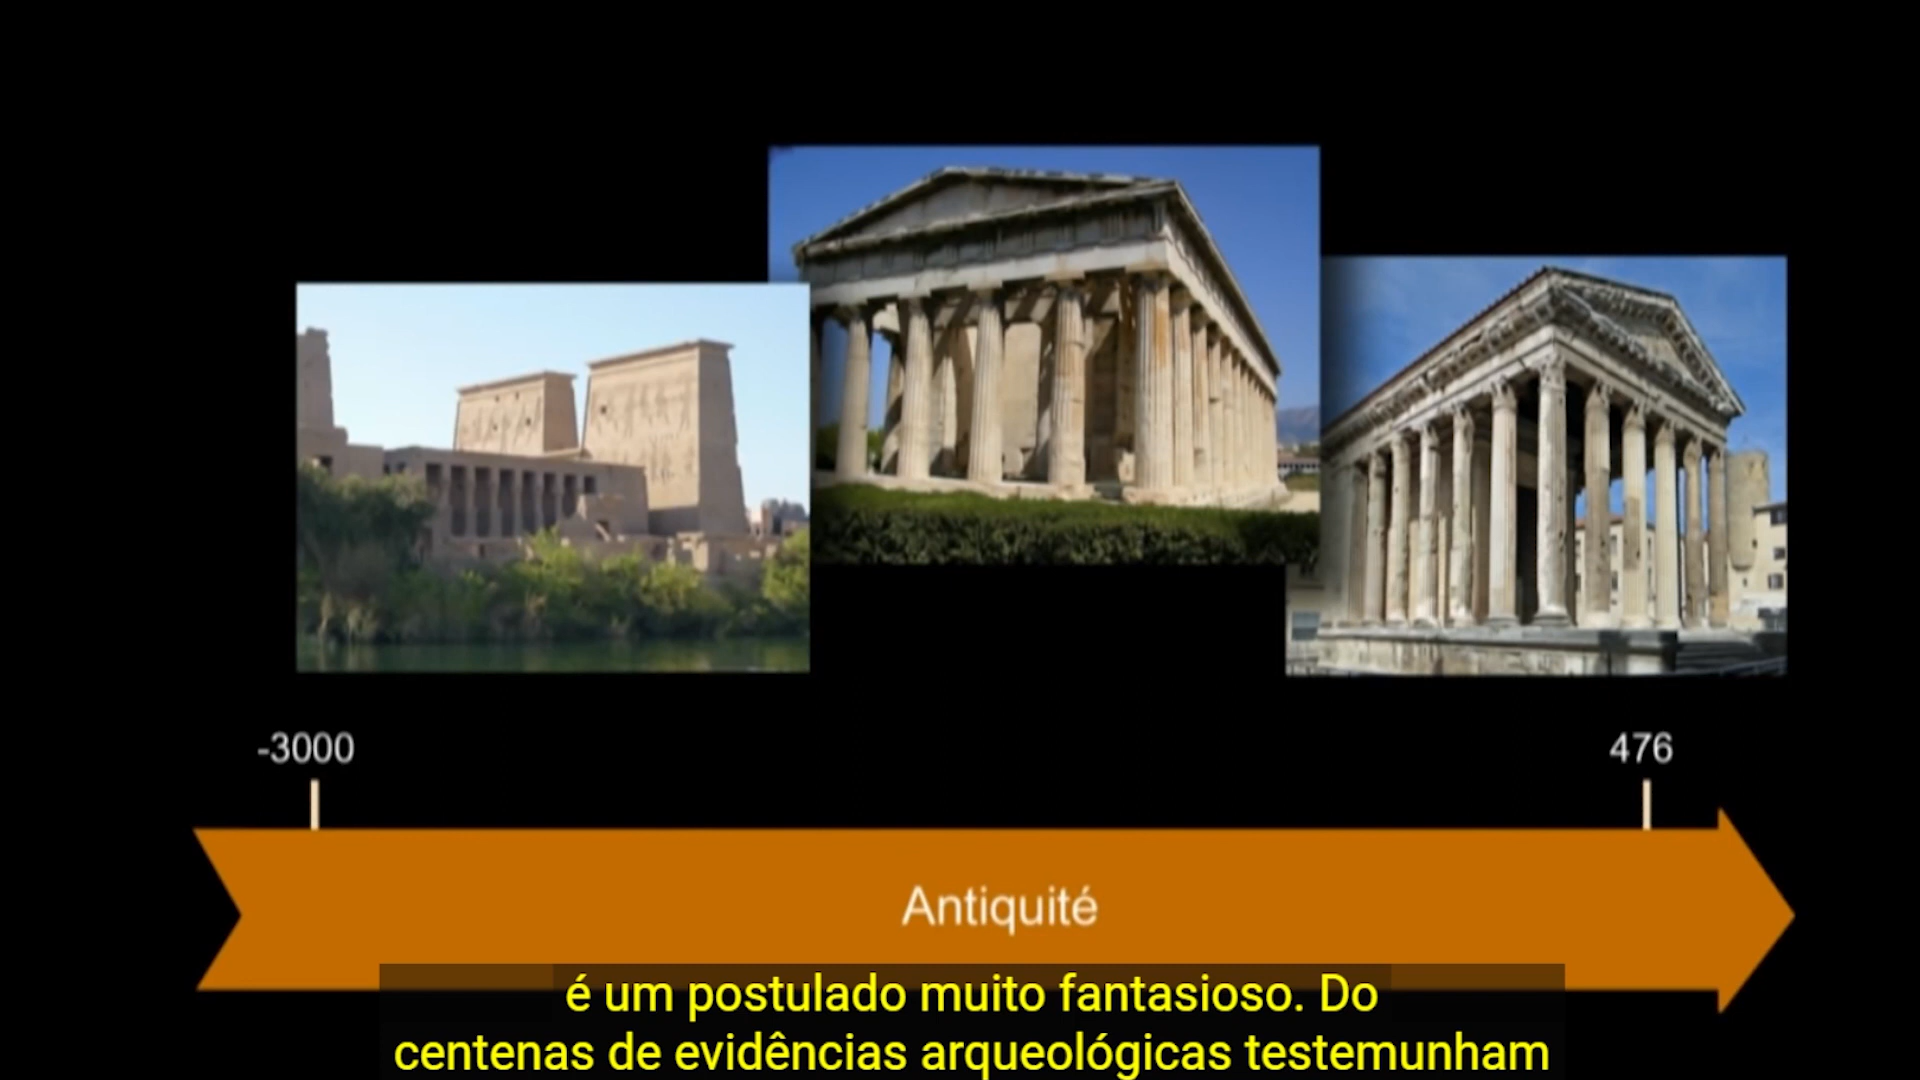 -3000
476
Antiquité
é um postulado muito fantasioso. Do
centenas de evidências arqueológicas testemunham